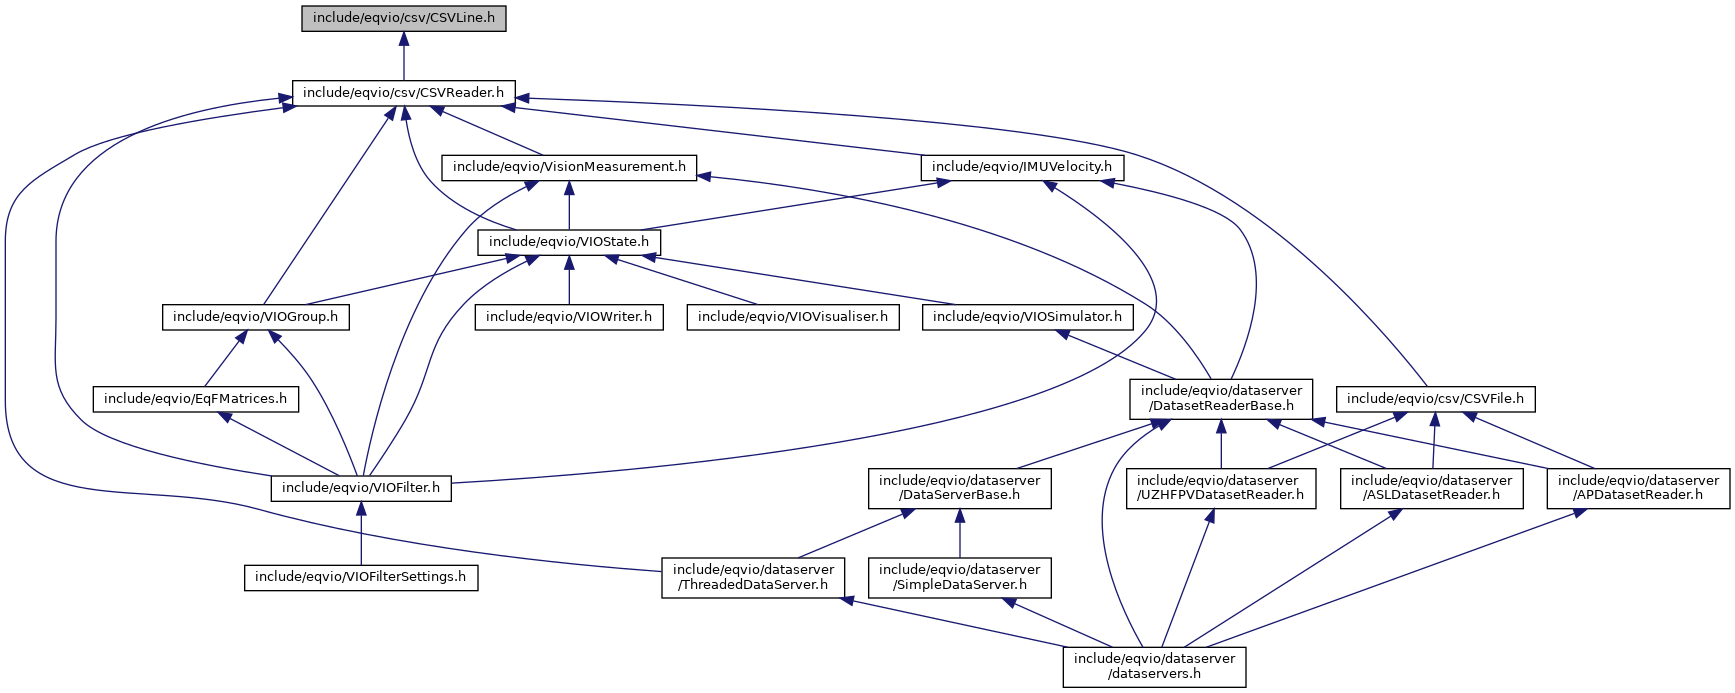 include/eqvio/csv/CSVLine.h
include/eqvio/csv/CSVReader.h
include/eqvio/VisionMeasurement.h
include/eqvio/IMUVelocity.h
include/eqvio/VIOState.h
include/eqvio/VIOGroup.h
include/eqvio/VIOWriter.h
include/eqvio/VIOVisualiser.h
include/eqvio/VIOSimulator.h
include/eqvio/EqFMatrices.h
include/eqvio/dataserver
/DatasetReaderBase.h
include/eqvio/csv/CSVFile.h
include/eqvio/VIOFilter.h
include/eqvio/dataserver
/DataServerBase.h
include/eqvio/dataserver
/UZHFPVDatasetReader.h
include/eqvio/dataserver
/ASLDatasetReader.h
include/eqvio/dataserver
/APDatasetReader.h
include/eqvio/VIOFilterSettings.h
include/eqvio/dataserver
/ThreadedDataServer.h
include/eqvio/dataserver
/SimpleDataServer.h
include/eqvio/dataserver
/dataservers.h